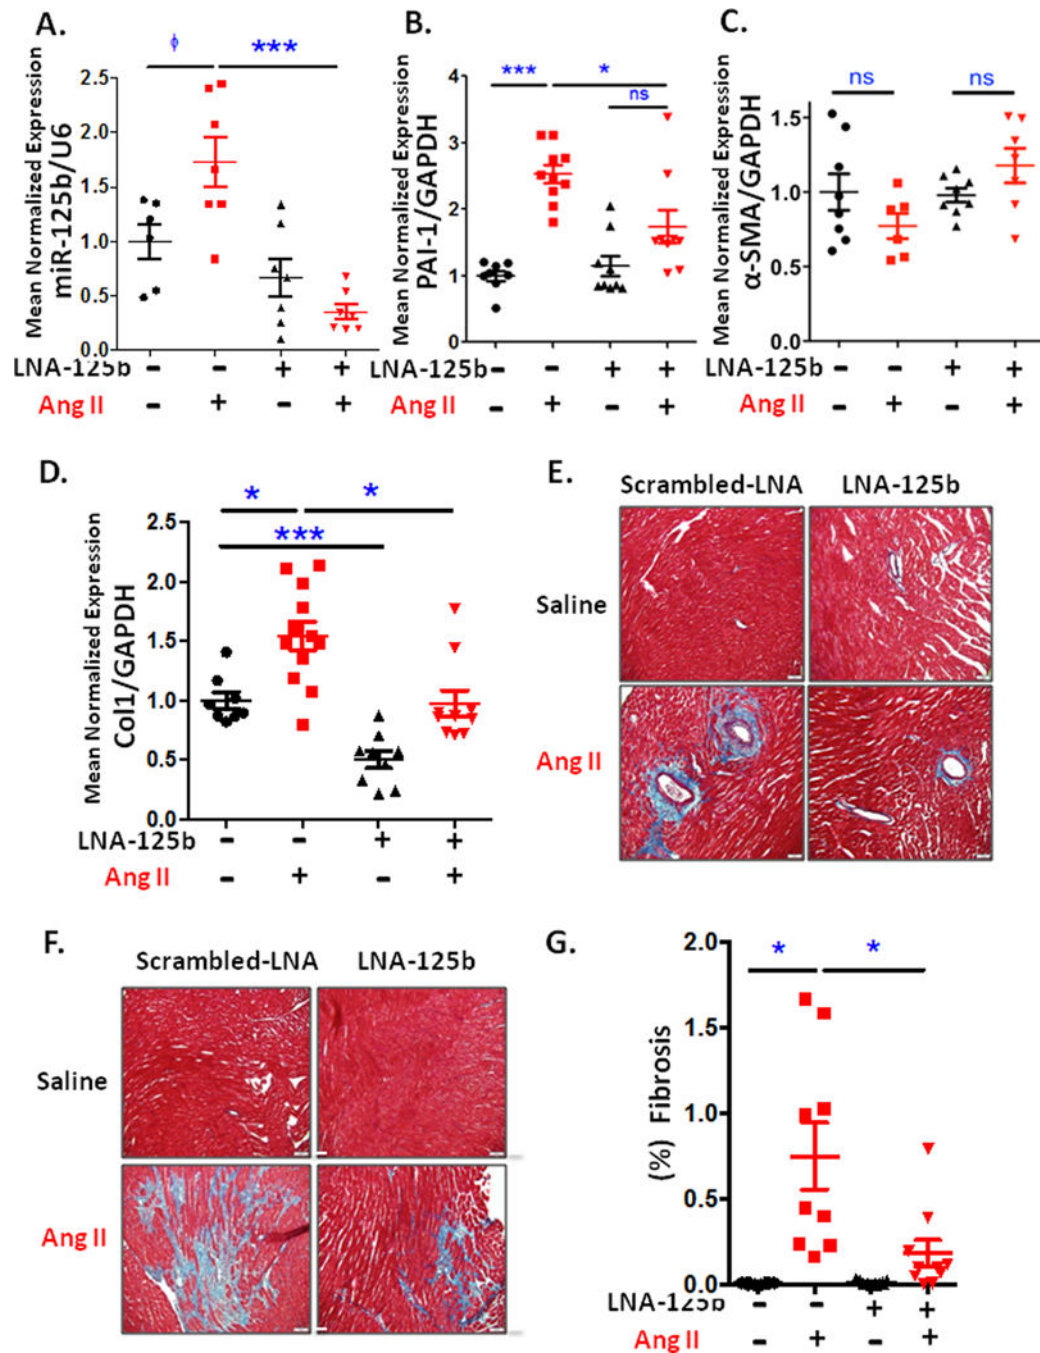 A.
Mean Normalized Expression
miR-125b/U6
ϕ
***
2.5
2.0
1.5
1.0
0.5
0.0
LNA-125b – – + +
Ang II – + – +
B.
Mean Normalized Expression
PAI-1/GAPDH
***
*
ns
4
3
2
1
0
LNA-125b – – + +
Ang II – + – +
C.
Mean Normalized Expression
α-SMA/GAPDH
ns
ns
1.5
1.0
0.5
0.0
LNA-125b – – + +
Ang II – + – +
D.
Mean Normalized Expression
Col1/GAPDH
*
*
***
2.5
2.0
1.5
1.0
0.5
0.0
LNA-125b – – + +
Ang II – + – +
E.
Scrambled-LNA LNA-125b
Saline
Ang II
F.
Scrambled-LNA LNA-125b
Saline
Ang II
G.
(%) Fibrosis
*
*
2.0
1.5
1.0
0.5
0.0
LNA-125b – – + +
Ang II – + – +